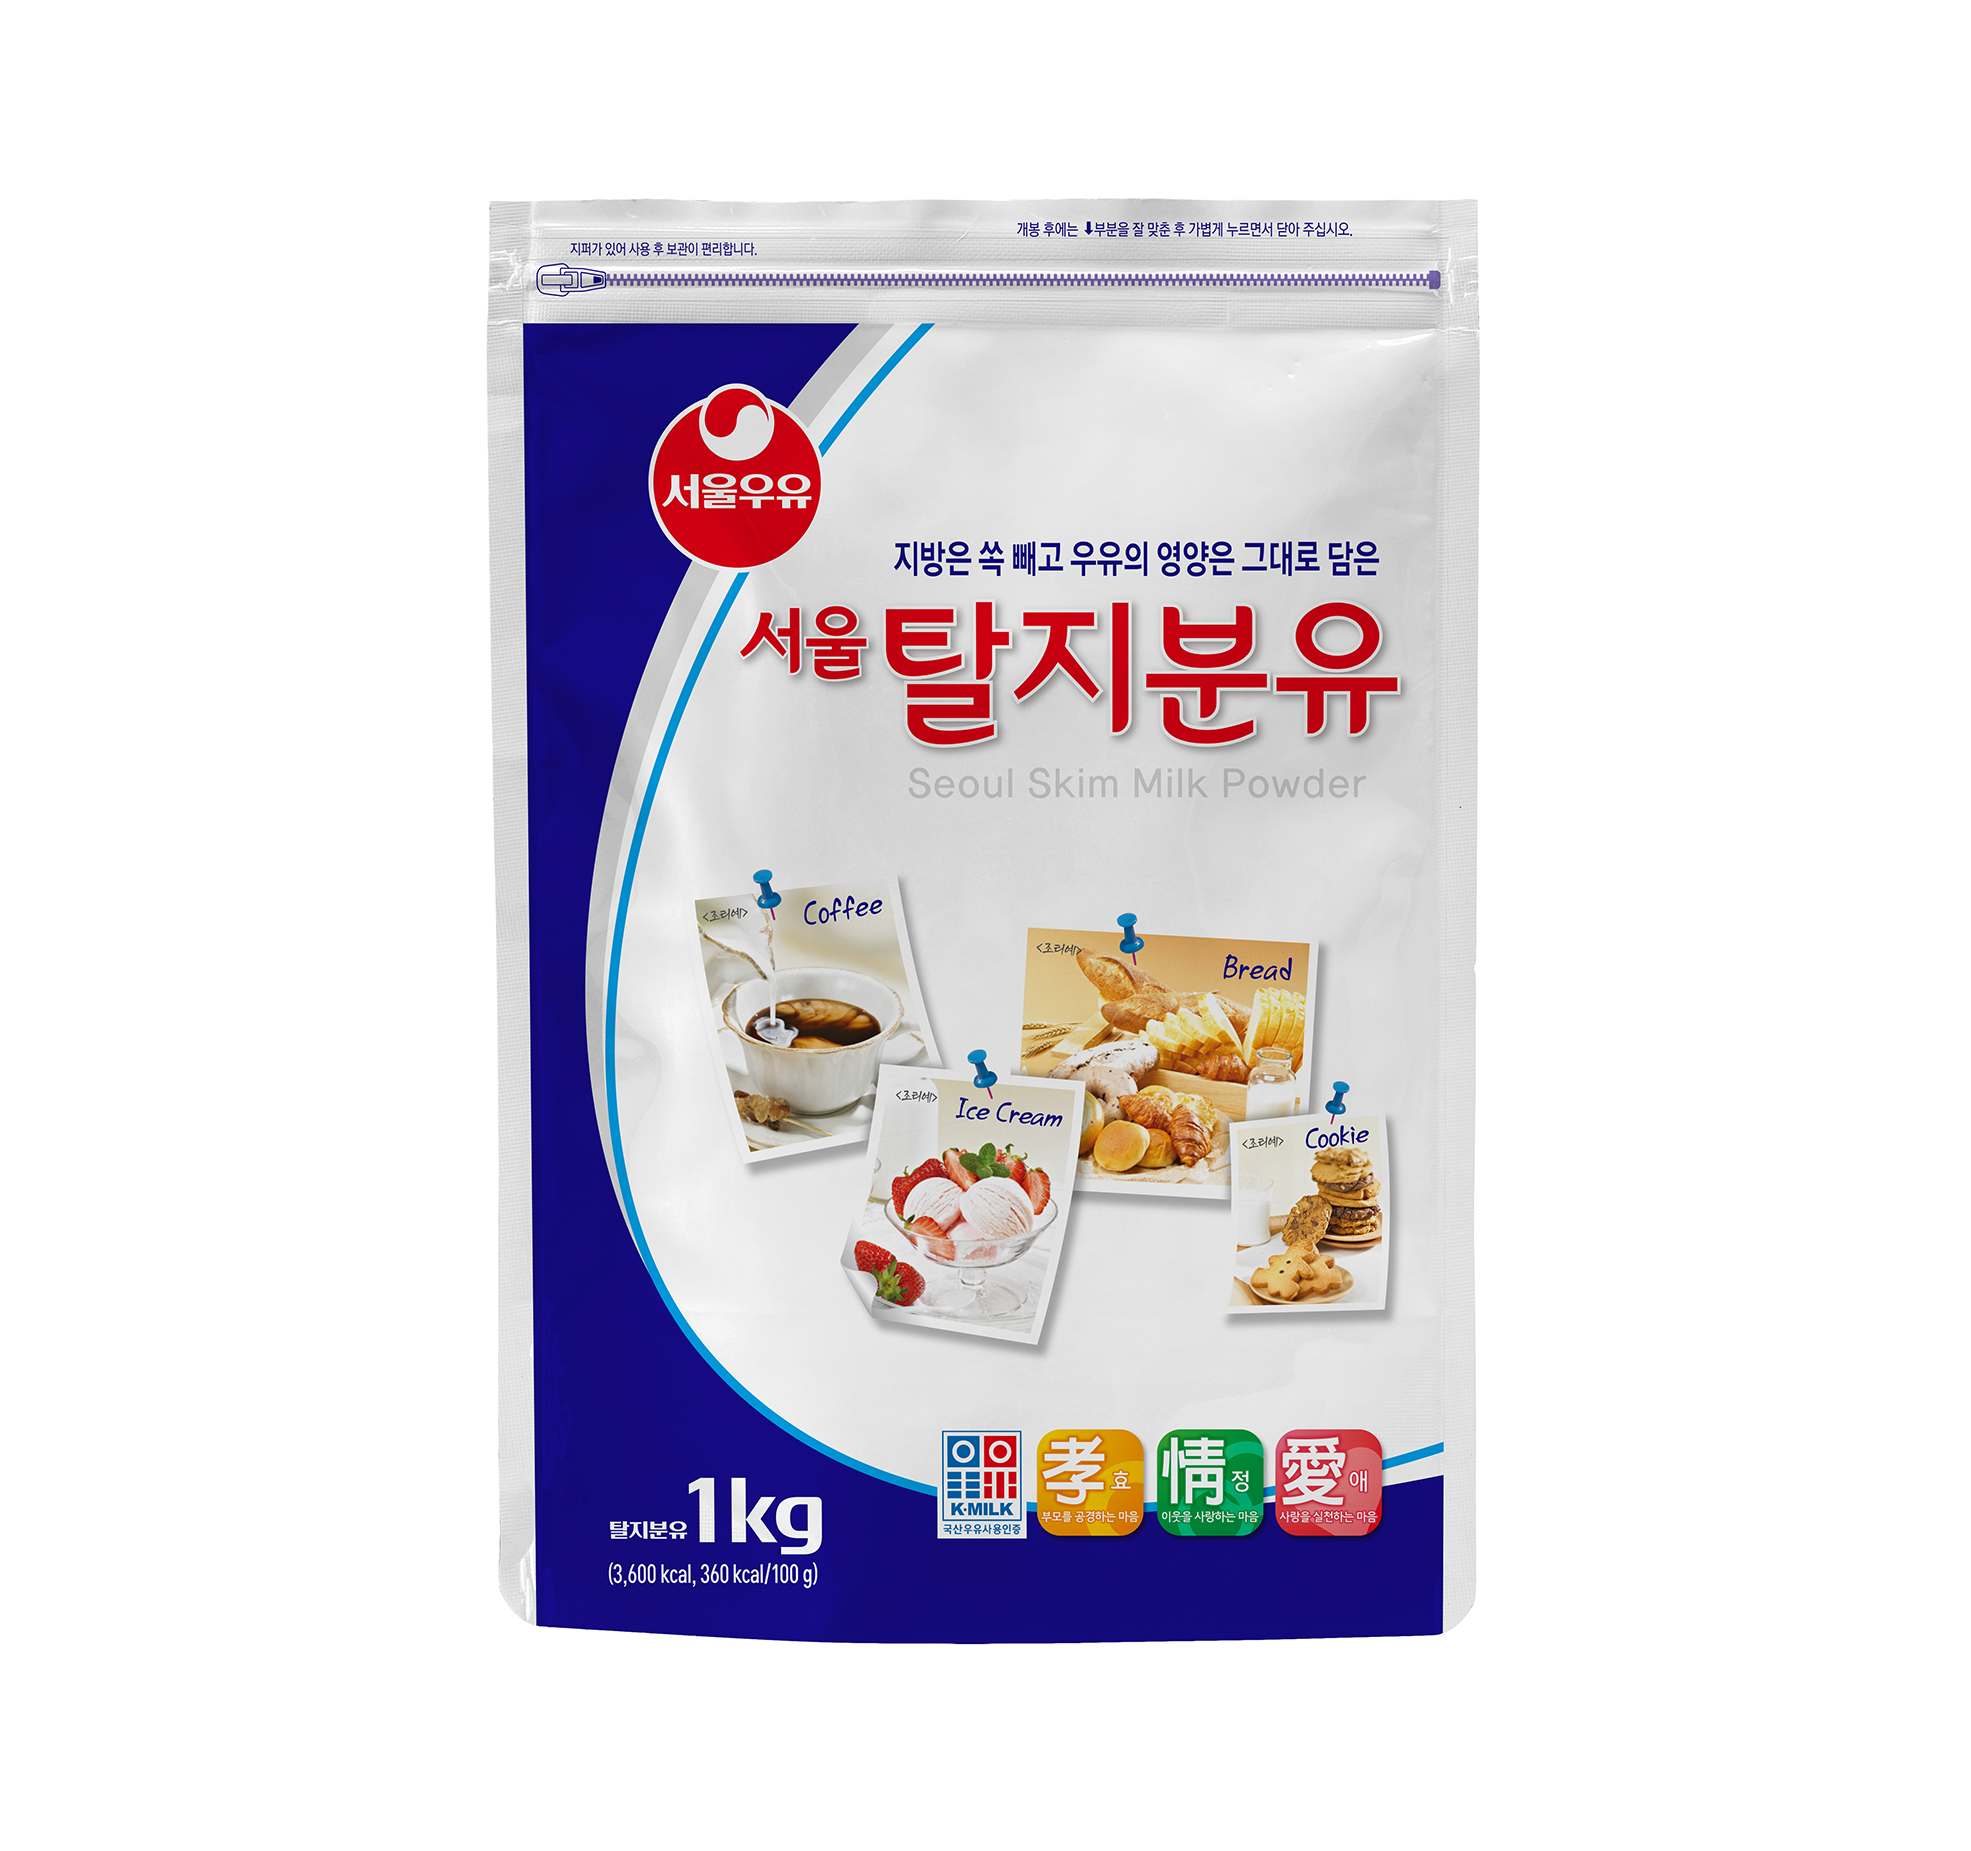 개봉 후에는 ⬇부분을 잘 맞춘 후 가볍게 누르면서 닫아 주십시오.
지퍼가 있어 사용 후 보관이 편리합니다.
서울우유
지방은 쏙 빼고 우유의 영양은 그대로 담은
서울 탈지분유
Seoul Skim Milk Powder
<조리예> Coffee
<조리예> Bread
<조리예> Ice Cream
<조리예> Cookie
K·MILK
국산우유사용인증
孝 효
부모를 공경하는 마음
情 정
이웃을 사랑하는 마음
愛 애
사랑을 실천하는 마음
탈지분유 1kg
(3,600 kcal, 360 kcal/100 g)